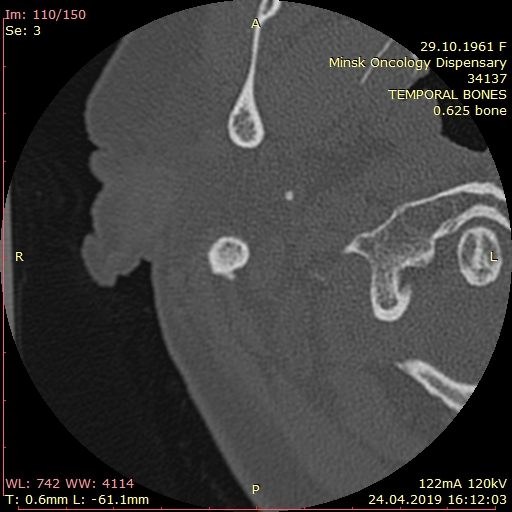 Im: 110/150
Se: 3
A
29.10.1961 F
Minsk Oncology Dispensary
34137
TEMPORAL BONES
0.625 bone
R
L
WL: 742 WW: 4114
T: 0.6mm L: -61.1mm
P
122mA 120kV
24.04.2019 16:12:03